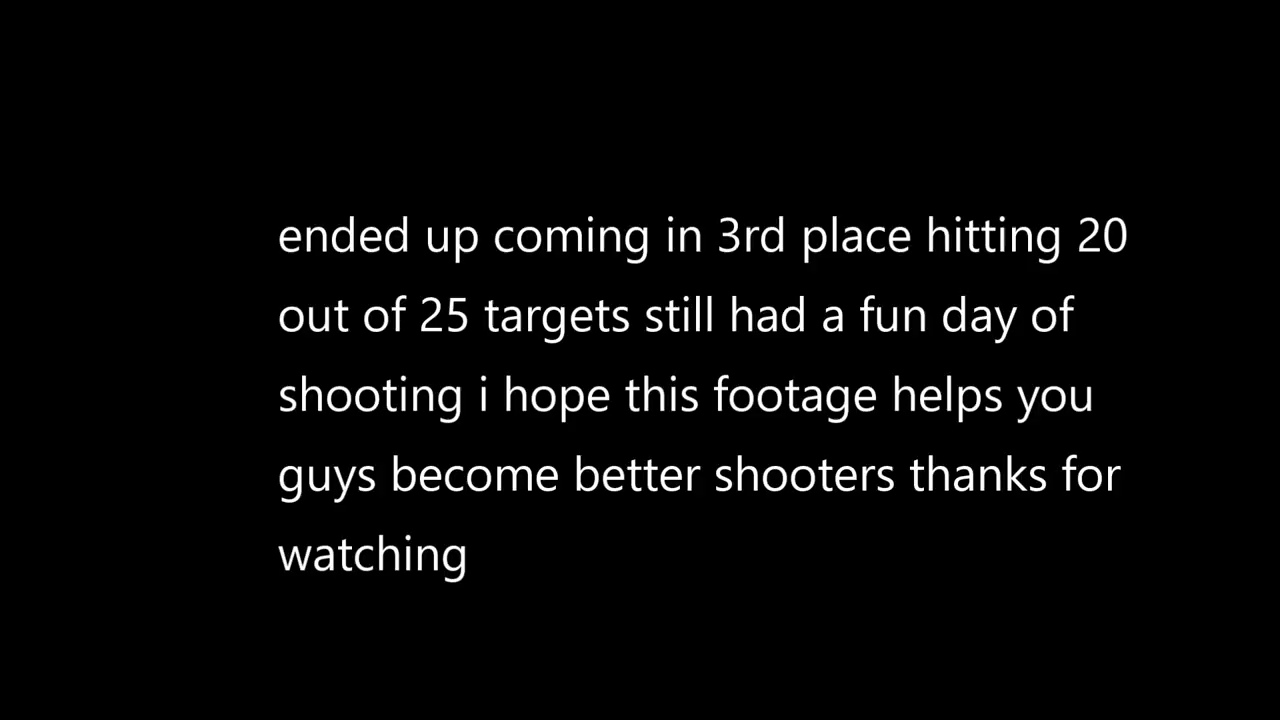 ended up coming in 3rd place hitting 20
out of 25 targets still had a fun day of
shooting i hope this footage helps you
guys become better shooters thanks for
watching